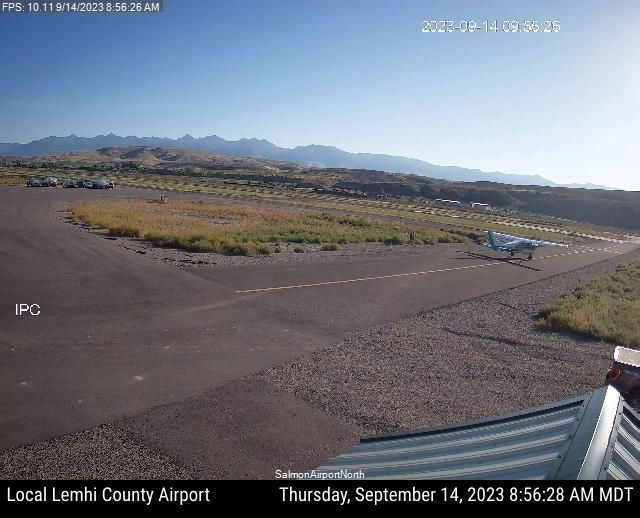 FPS: 10.11 9/14/2023 8:56:26 AM
2023-09-14 09:56:26
IPC
SalmonAirportNorth
Local Lemhi County Airport Thursday, September 14, 2023 8:56:28 AM MDT